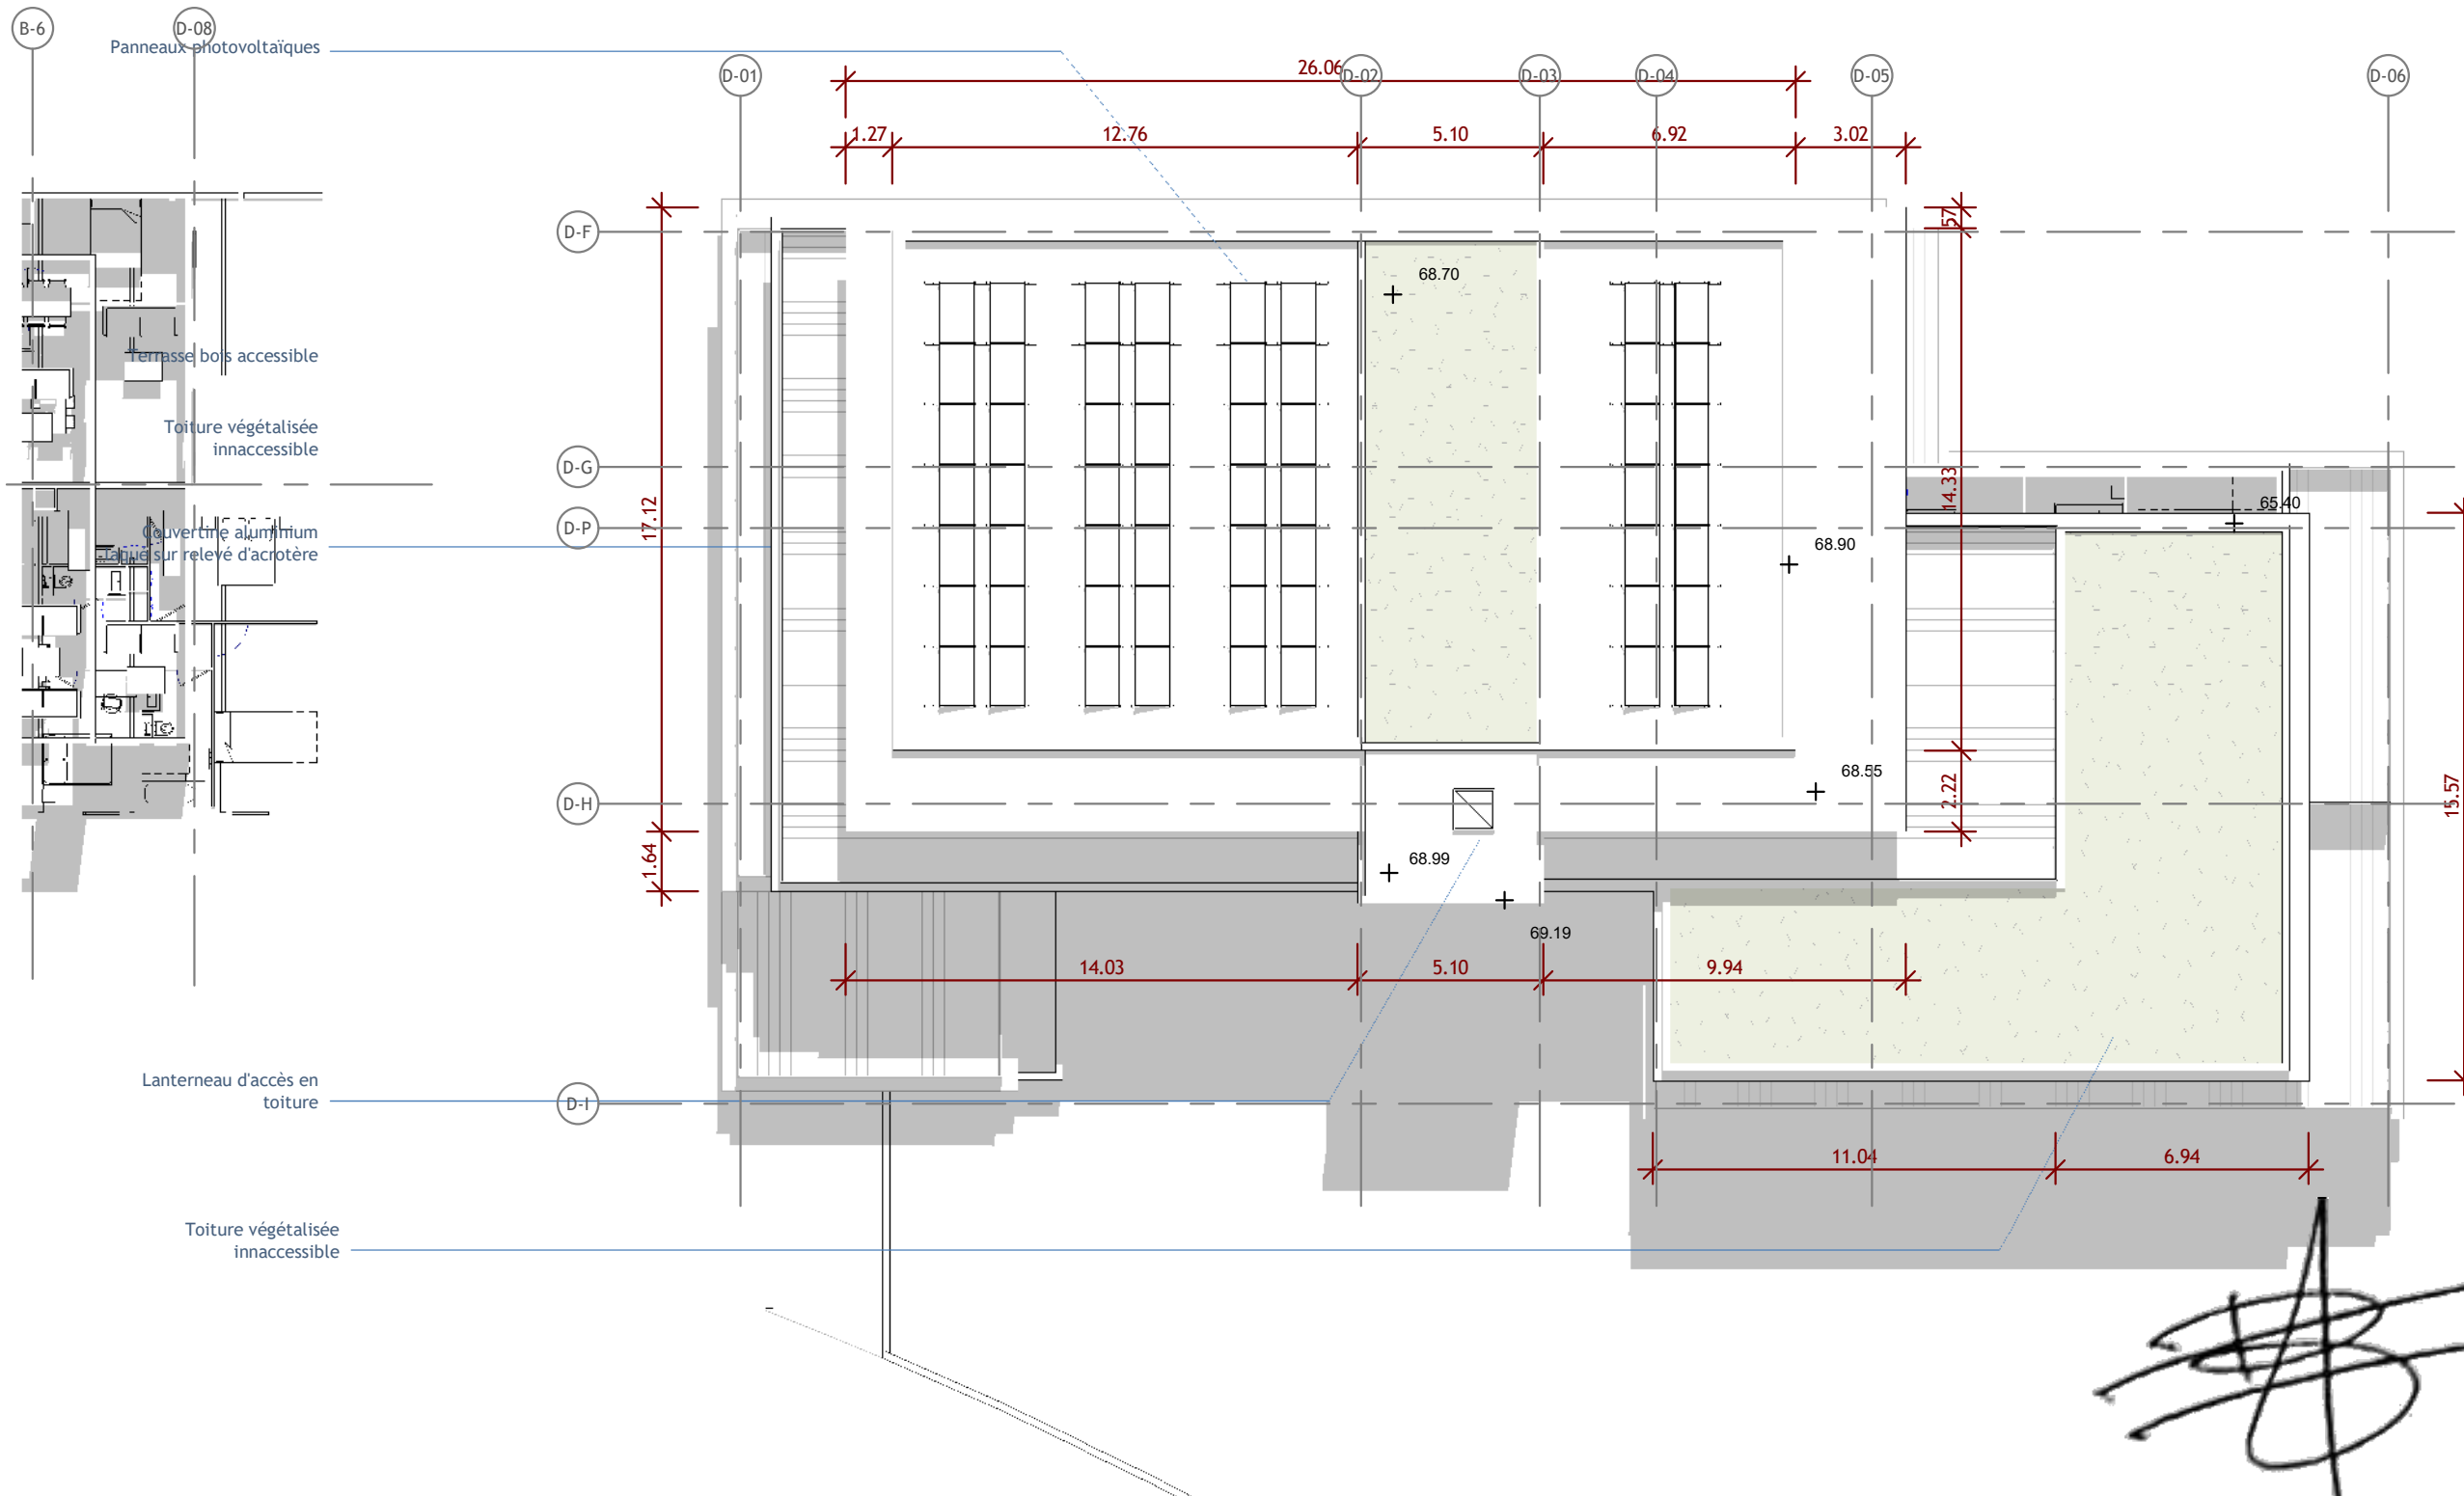 B-6
D-08
Panneaux photovoltaïques
D-01
26.06
D-02
D-03
D-04
D-05
D-06
1.27
12.76
5.10
6.92
3.02
D-F
57
68.70
Terrasse bois accessible
Toiture végétalisée
innaccessible
D-G
14.33
65.40
17.12
D-P
Couvertine aluminium
laqué sur relevé d'acrotère
68.90
68.55
D-H
2.22
15.57
1.64
68.99
69.19
14.03
5.10
9.94
Lanterneau d'accès en
toiture
D-I
11.04
6.94
Toiture végétalisée
innaccessible